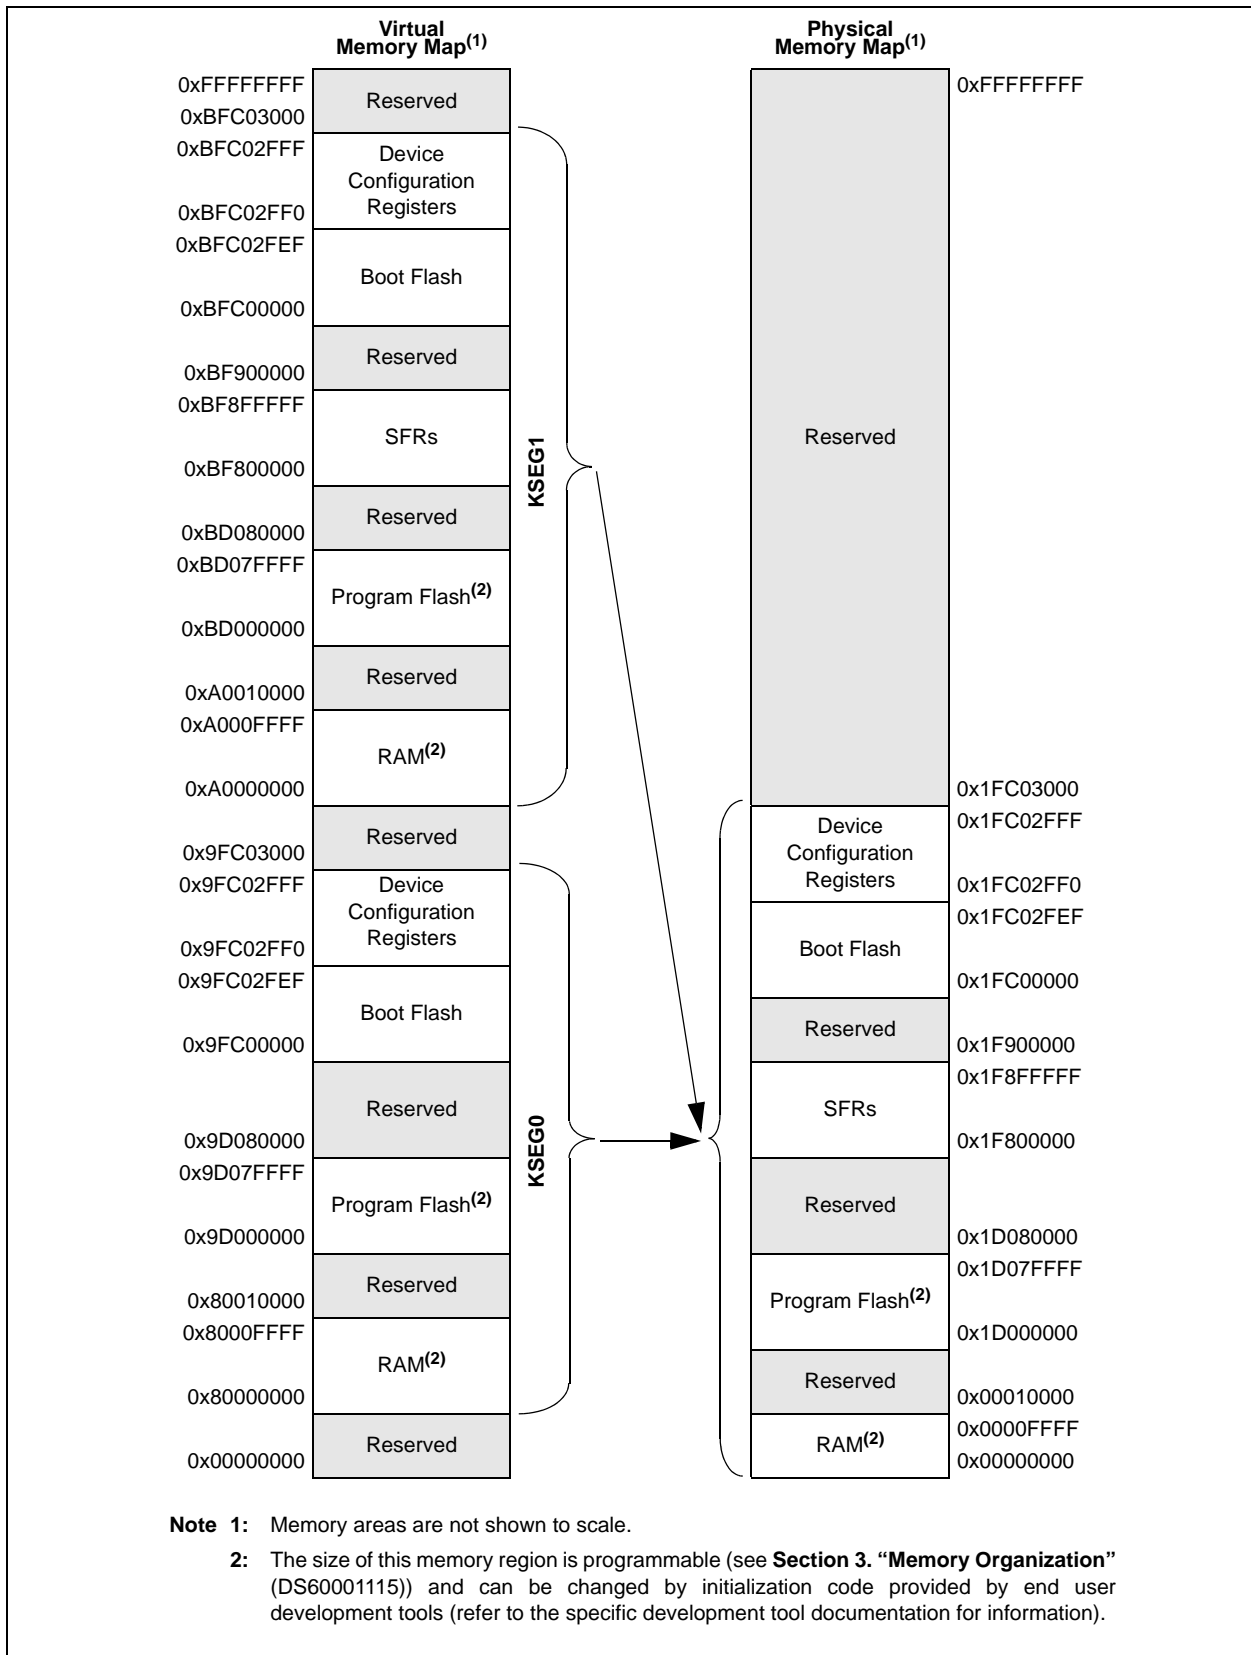 Virtual
Memory Map(1)
Physical
Memory Map(1)
0xFFFFFFFF
Reserved
0xBFC03000
0xBFC02FFF
Device
Configuration
Registers
0xBFC02FF0
0xBFC02FEF
Boot Flash
0xBFC00000
Reserved
0xBF900000
0xBF8FFFFF
SFRs
0xBF800000
Reserved
0xBD080000
0xBD07FFFF
Program Flash(2)
0xBD000000
Reserved
0xA0010000
0xA000FFFF
RAM(2)
0xA0000000
Reserved
0x9FC03000
0x9FC02FFF
Device
Configuration
Registers
0x9FC02FF0
0x9FC02FEF
Boot Flash
0x9FC00000
Reserved
0x9D080000
0x9D07FFFF
Program Flash(2)
0x9D000000
Reserved
0x80010000
0x8000FFFF
RAM(2)
0x80000000
Reserved
0x00000000
KSEG1
KSEG0
0xFFFFFFFF
Reserved
0x1FC03000
0x1FC02FFF
Device
Configuration
Registers
0x1FC02FF0
0x1FC02FEF
Boot Flash
0x1FC00000
Reserved
0x1F900000
0x1F8FFFFF
SFRs
0x1F800000
Reserved
0x1D080000
0x1D07FFFF
Program Flash(2)
0x1D000000
Reserved
0x00010000
0x0000FFFF
RAM(2)
0x00000000
Note 1: Memory areas are not shown to scale.
2: The size of this memory region is programmable (see Section 3. “Memory Organization”
(DS60001115)) and can be changed by initialization code provided by end user
development tools (refer to the specific development tool documentation for information).